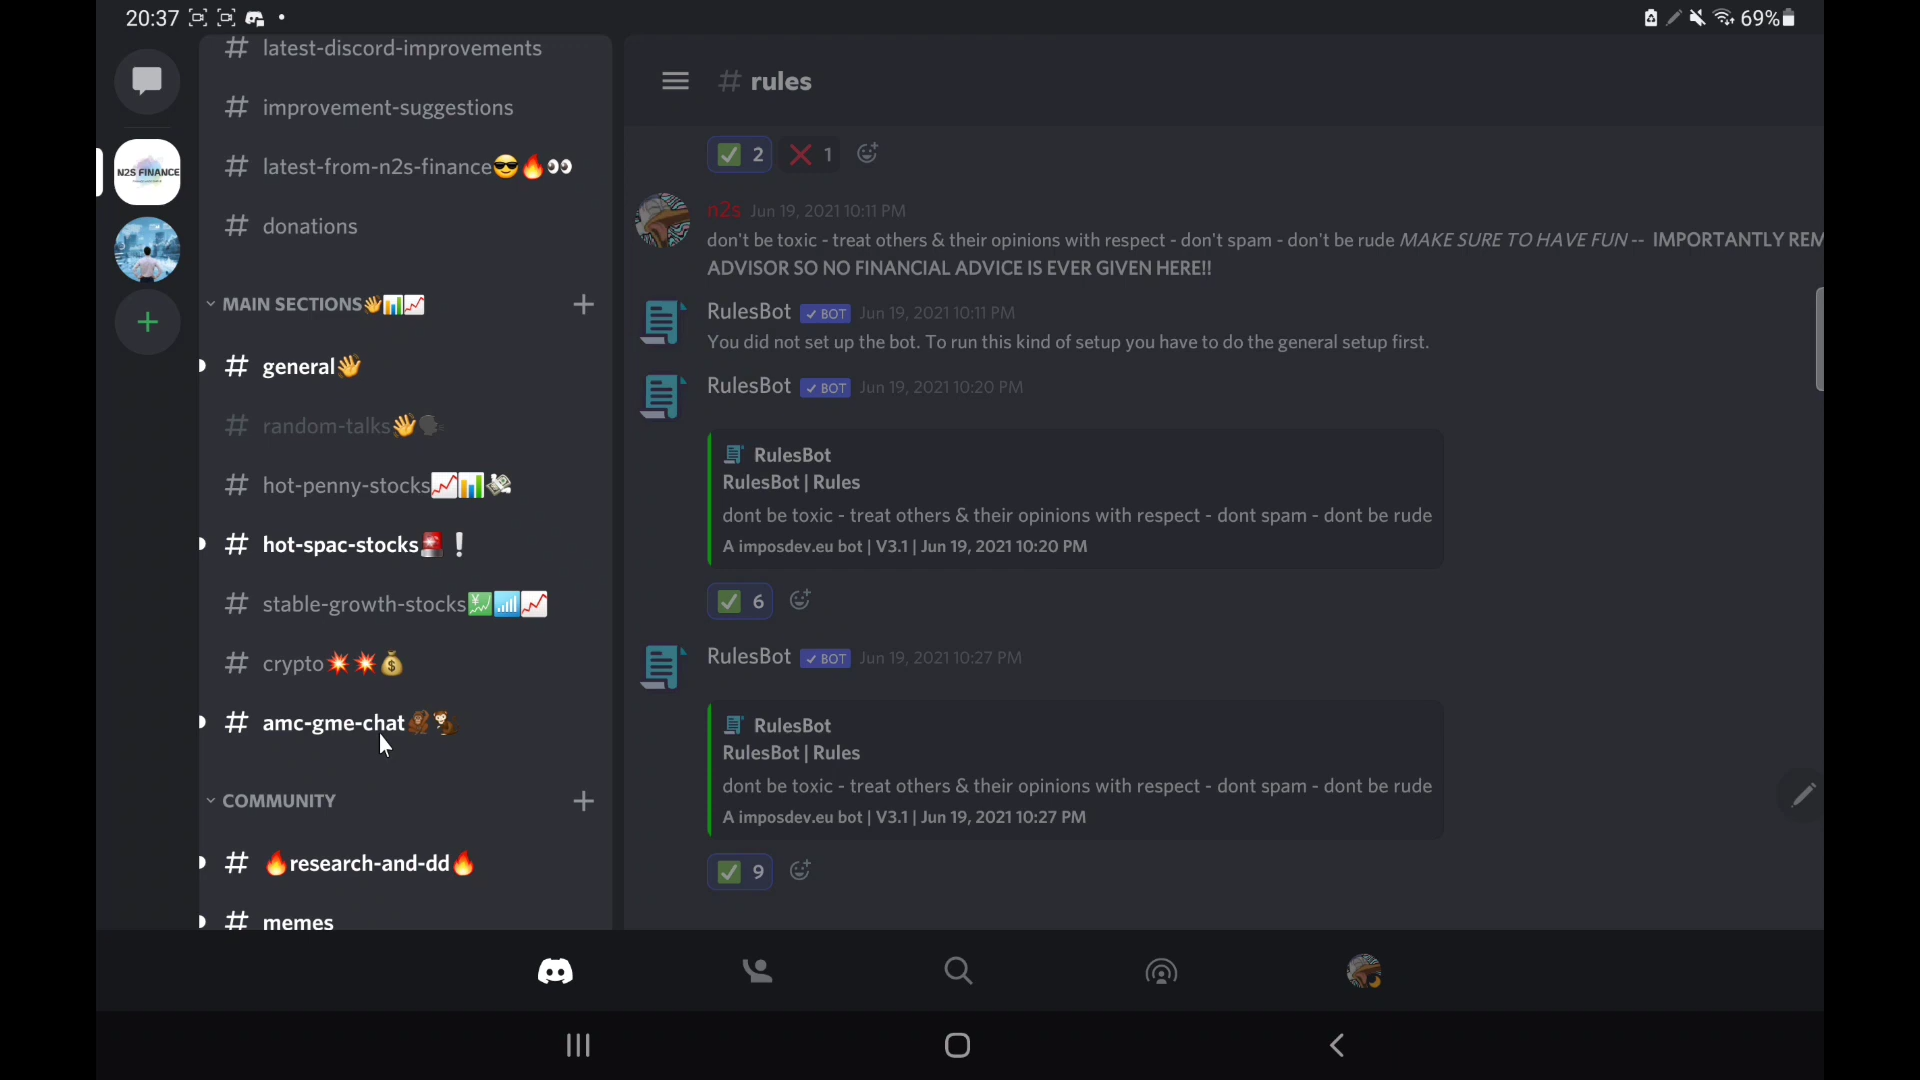 20:37
69%
# latest-discord-improvements
# improvement-suggestions
# latest-from-n2s-finance😎🔥👀
# donations
N2S FINANCE
MAIN SECTIONS👋📊📈
# general👋
# random-talks👋🗣
# hot-penny-stocks📈📊💸
# hot-spac-stocks🚨❕
# stable-growth-stocks💹📶📈
# crypto💥💥💰
# amc-gme-chat🦧🐒
COMMUNITY
# 🔥research-and-dd🔥
# memes
# rules
✅ 2 ❌ 1
n2s Jun 19, 2021 10:11 PM
don't be toxic - treat others & their opinions with respect - don't spam - don't be rude MAKE SURE TO HAVE FUN -- IMPORTANTLY REM
ADVISOR SO NO FINANCIAL ADVICE IS EVER GIVEN HERE!!
RulesBot ✓ BOT Jun 19, 2021 10:11 PM
You did not set up the bot. To run this kind of setup you have to do the general setup first.
RulesBot ✓ BOT Jun 19, 2021 10:20 PM
RulesBot
RulesBot | Rules
dont be toxic - treat others & their opinions with respect - dont spam - dont be rude
A imposdev.eu bot | V3.1 | Jun 19, 2021 10:20 PM
✅ 6
RulesBot ✓ BOT Jun 19, 2021 10:27 PM
RulesBot
RulesBot | Rules
dont be toxic - treat others & their opinions with respect - dont spam - dont be rude
A imposdev.eu bot | V3.1 | Jun 19, 2021 10:27 PM
✅ 9